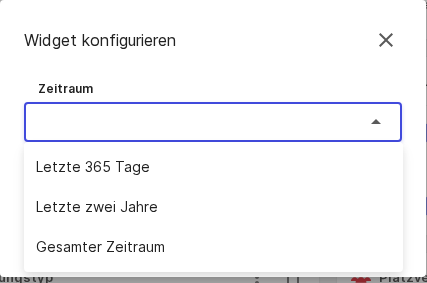 Widget konfigurieren
Zeitraum
Letzte 365 Tage
Letzte zwei Jahre
Gesamter Zeitraum